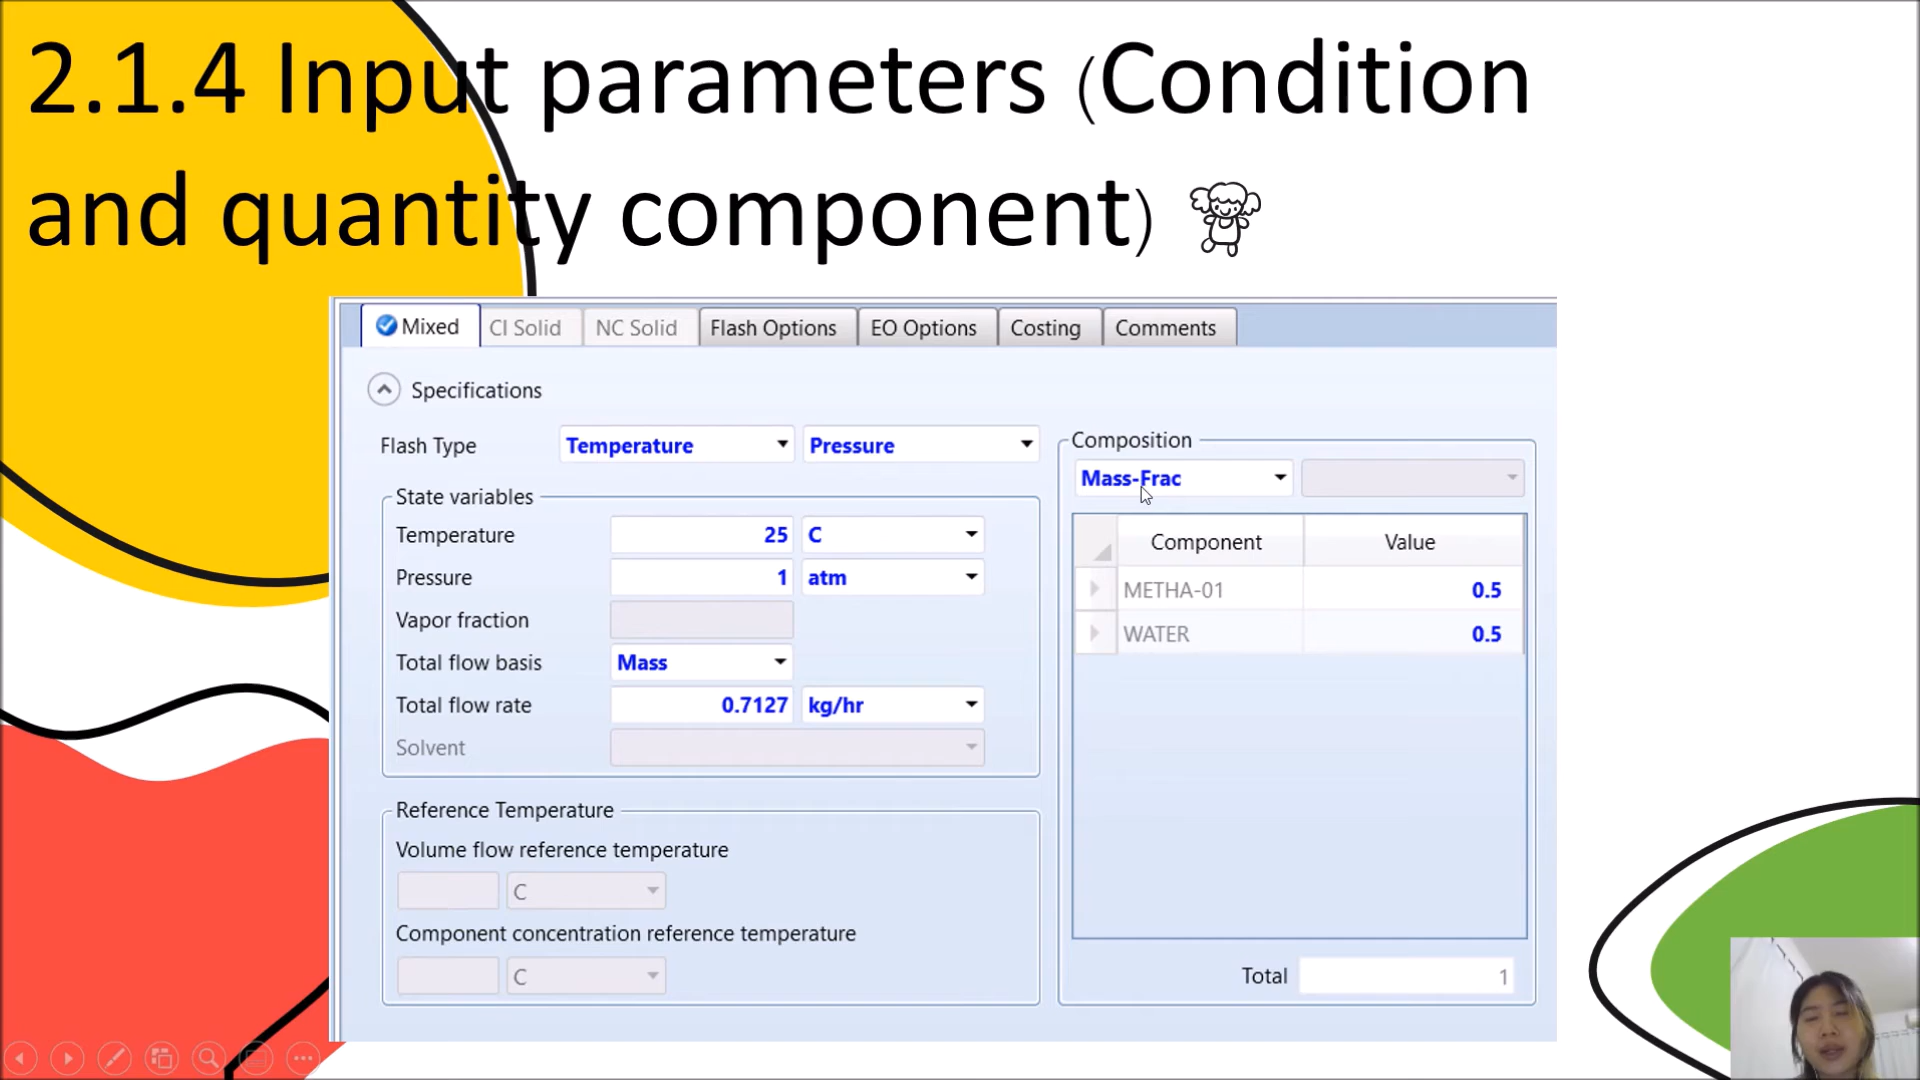 2.1.4 Input parameters (Condition
and quantity component)
Mixed CI Solid NC Solid Flash Options EO Options Costing Comments
Specifications
Flash Type Temperature Pressure
State variables
Temperature 25 C
Pressure 1 atm
Vapor fraction
Total flow basis Mass
Total flow rate 0.7127 kg/hr
Solvent
Reference Temperature
Volume flow reference temperature
C
Component concentration reference temperature
C
Composition
Mass-Frac
Component Value
METHA-01 0.5
WATER 0.5
Total 1